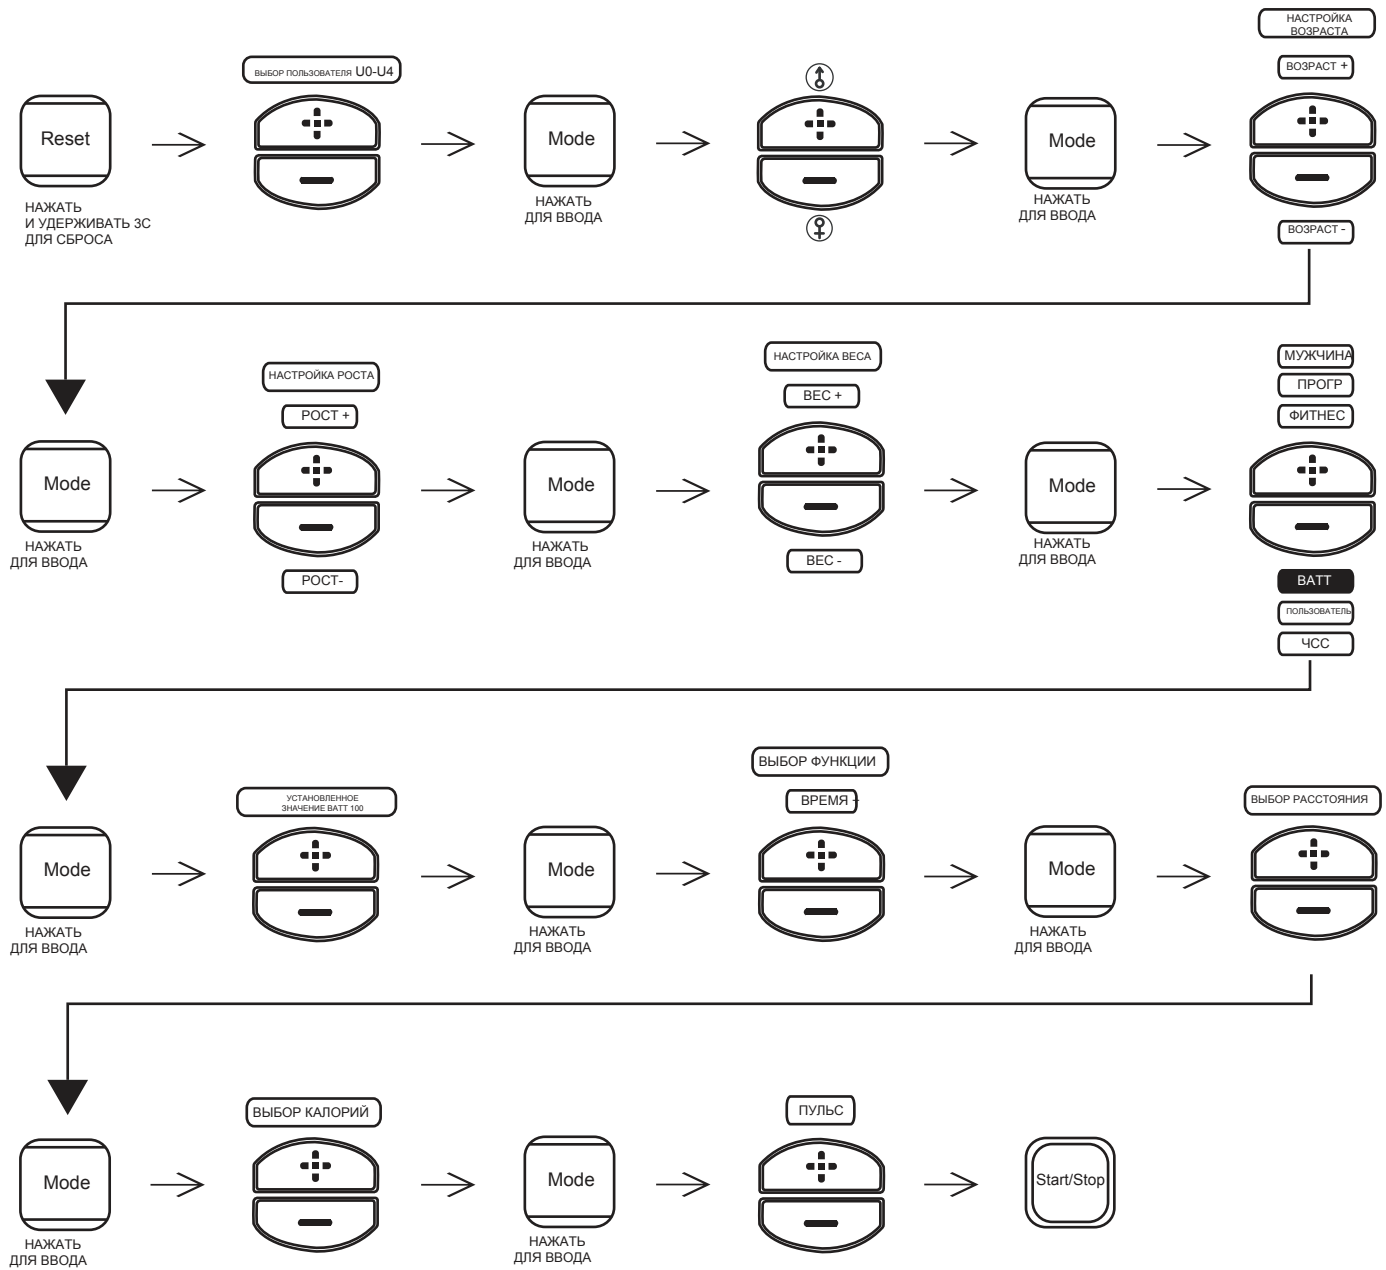 НАСТРОЙКА
ВОЗРАСТА
ВЫБОР ПОЛЬЗОВАТЕЛЯ U0-U4
ВОЗРАСТ +
Reset
Mode
Mode
НАЖАТЬ
И УДЕРЖИВАТЬ 3С
ДЛЯ СБРОСА
НАЖАТЬ
ДЛЯ ВВОДА
НАЖАТЬ
ДЛЯ ВВОДА
ВОЗРАСТ -
НАСТРОЙКА РОСТА
РОСТ +
НАСТРОЙКА ВЕСА
ВЕС +
МУЖЧИНА
ПРОГР
ФИТНЕС
Mode
Mode
Mode
НАЖАТЬ
ДЛЯ ВВОДА
РОСТ-
НАЖАТЬ
ДЛЯ ВВОДА
ВЕС -
НАЖАТЬ
ДЛЯ ВВОДА
ВАТТ
ПОЛЬЗОВАТЕЛЬ
ЧСС
УСТАНОВЛЕННОЕ
ЗНАЧЕНИЕ ВАТТ 100
ВЫБОР ФУНКЦИИ
ВРЕМЯ +
ВЫБОР РАССТОЯНИЯ
Mode
Mode
Mode
НАЖАТЬ
ДЛЯ ВВОДА
НАЖАТЬ
ДЛЯ ВВОДА
НАЖАТЬ
ДЛЯ ВВОДА
ВЫБОР КАЛОРИЙ
ПУЛЬС
Mode
Mode
Start/Stop
НАЖАТЬ
ДЛЯ ВВОДА
НАЖАТЬ
ДЛЯ ВВОДА